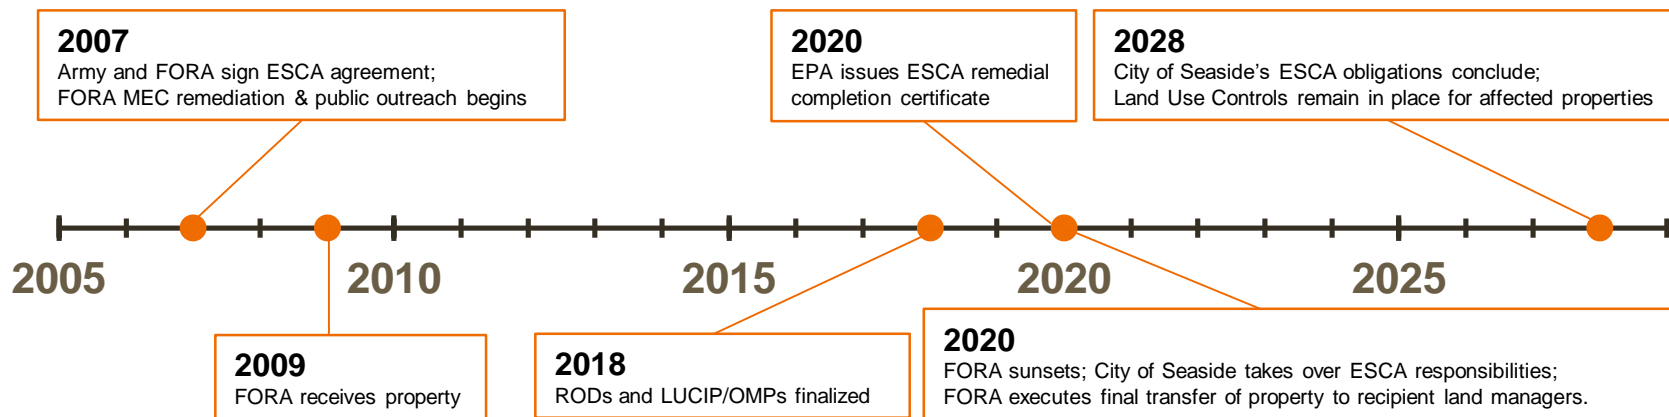 2007
Army and FORA sign ESCA agreement;
FORA MEC remediation & public outreach begins
2020
EPA issues ESCA remedial
completion certificate
2028
City of Seaside's ESCA obligations conclude;
Land Use Controls remain in place for affected properties
2005
2010
2015
2020
2025
2009
FORA receives property
2018
RODs and LUCIP/OMPs finalized
2020
FORA sunsets; City of Seaside takes over ESCA responsibilities;
FORA executes final transfer of property to recipient land managers.